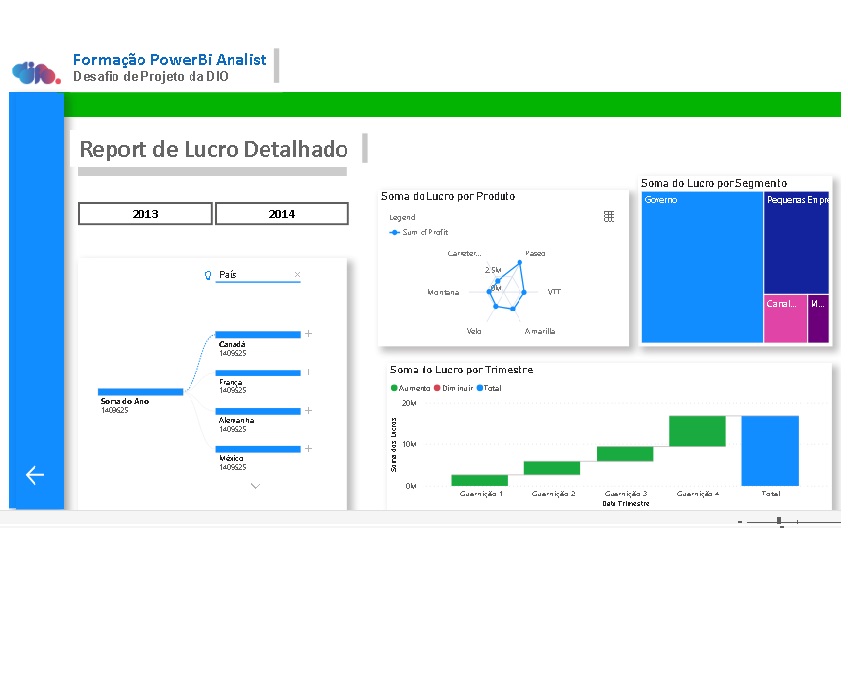 Formação PowerBi Analist
Desafio de Projeto da DIO
Report de Lucro Detalhado
2013
2014
País
Soma do Ano
1409625
Canadá
1409625
França
1409625
Alemanha
1409625
México
1409625
Soma do Lucro por Produto
Legend
Sum of Profit
Carreter...
Paseo
2.5M
0M
Montana
VTT
Velo
Amarilla
Soma do Lucro por Segmento
Governo
Pequenas Empre
Canal...
M...
Soma do Lucro por Trimestre
Aumento Diminuir Total
Soma dos Lucros
20M
10M
0M
Guarnição 1
Guarnição 2
Guarnição 3
Guarnição 4
Total
Data Trimestre